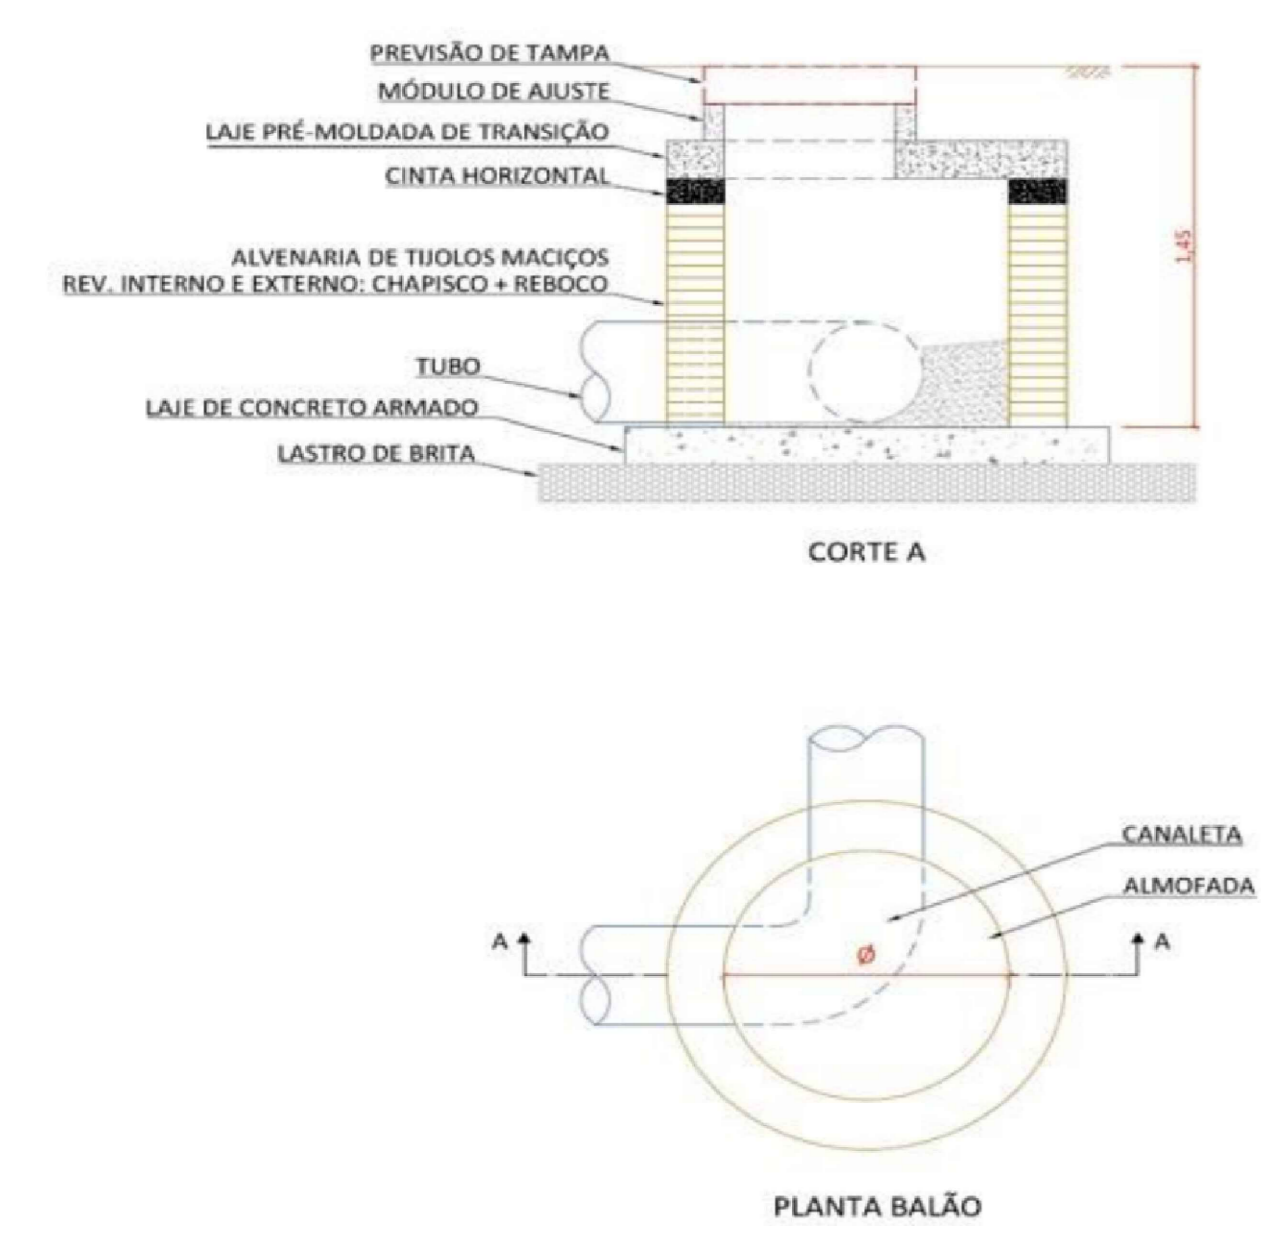 PREVISÃO DE TAMPA
MÓDULO DE AJUSTE
LAJE PRÉ-MOLDADA DE TRANSIÇÃO
CINTA HORIZONTAL
ALVENARIA DE TIJOLOS MACIÇOS
REV. INTERNO E EXTERNO: CHAPISCO + REBOCO
1,45
TUBO
LAJE DE CONCRETO ARMADO
LASTRO DE BRITA
CORTE A
CANALETA
ALMOFADA
A
A
Ø
PLANTA BALÃO